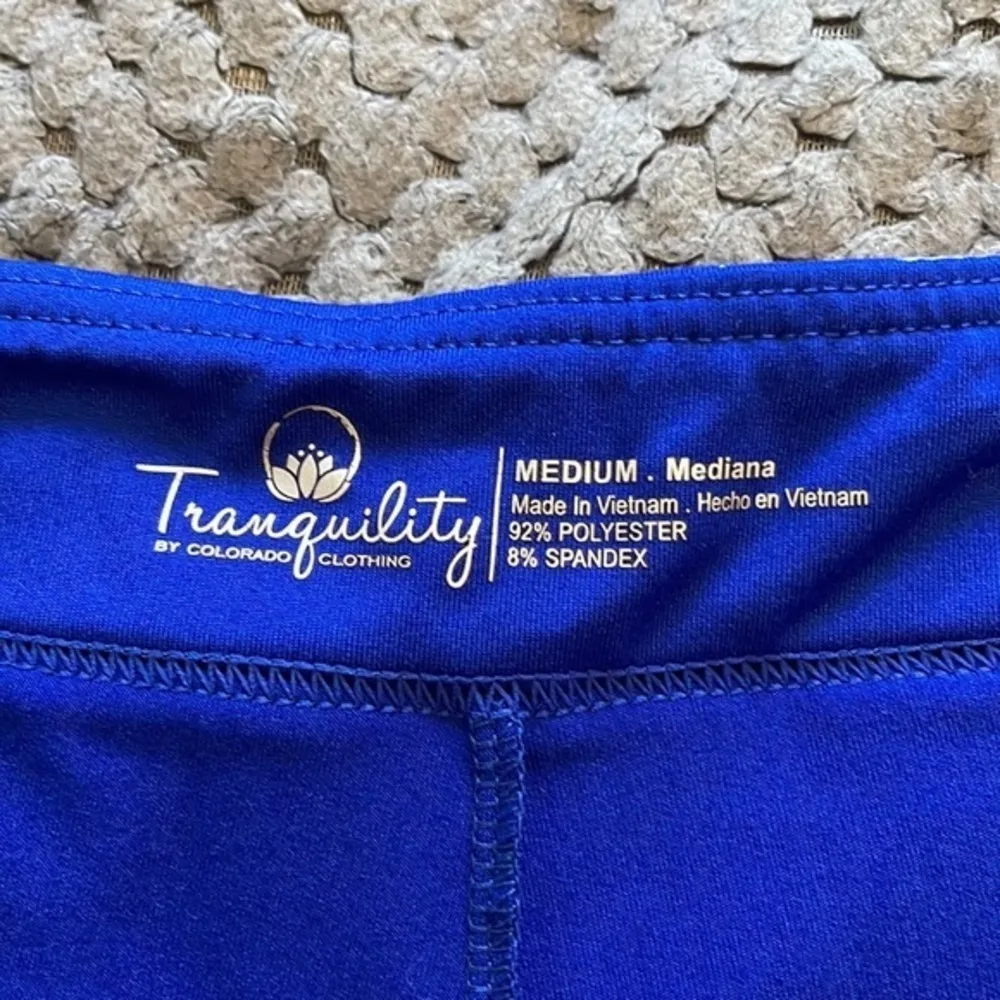 Tranquility
BY COLORADO CLOTHING
MEDIUM . Mediana
Made In Vietnam . Hecho en Vietnam
92% POLYESTER
8% SPANDEX